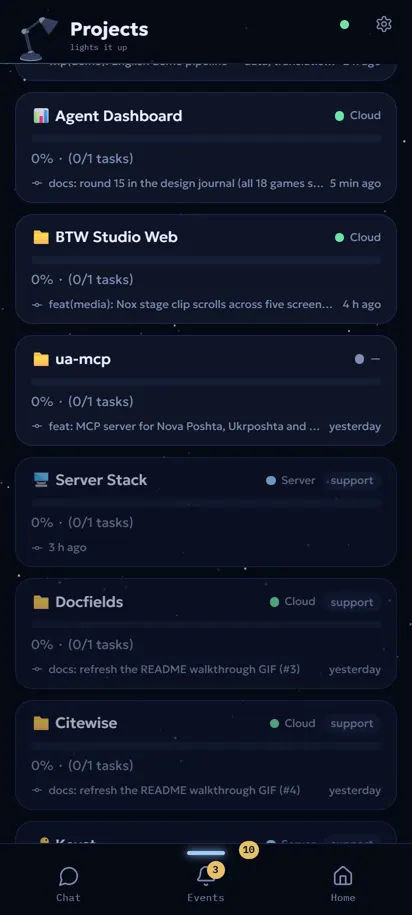 Projects
lights it up
Agent Dashboard
Cloud
0% · (0/1 tasks)
docs: round 15 in the design journal (all 18 games s… 5 min ago
BTW Studio Web
Cloud
0% · (0/1 tasks)
feat(media): Nox stage clip scrolls across five screen… 4 h ago
ua-mcp
—
0% · (0/1 tasks)
feat: MCP server for Nova Poshta, Ukrposhta and … yesterday
Server Stack
Server support
0% · (0/1 tasks)
3 h ago
Docfields
Cloud support
0% · (0/1 tasks)
docs: refresh the README walkthrough GIF (#3) yesterday
Citewise
Cloud support
0% · (0/1 tasks)
docs: refresh the README walkthrough GIF (#4) yesterday
10
3
Chat
Events
Home